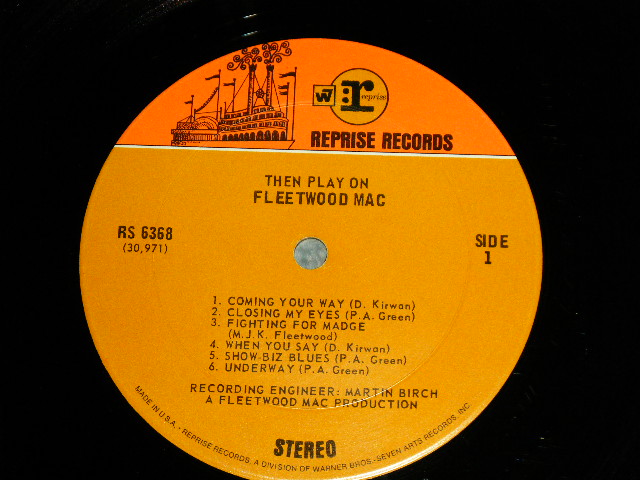 W7 r: reprise
REPRISE RECORDS
THEN PLAY ON
FLEETWOOD MAC
RS 6368
(30,971)
SIDE
1
1. COMING YOUR WAY (D. Kirwan)
2. CLOSING MY EYES (P.A. Green)
3. FIGHTING FOR MADGE
(M.J.K. Fleetwood)
4. WHEN YOU SAY (D. Kirwan)
5. SHOW-BIZ BLUES (P.A. Green)
6. UNDERWAY (P.A. Green)
RECORDING ENGINEER: MARTIN BIRCH
A FLEETWOOD MAC PRODUCTION
STEREO
MADE IN U.S.A. - REPRISE RECORDS, A DIVISION OF WARNER BROS.-SEVEN ARTS RECORDS, INC